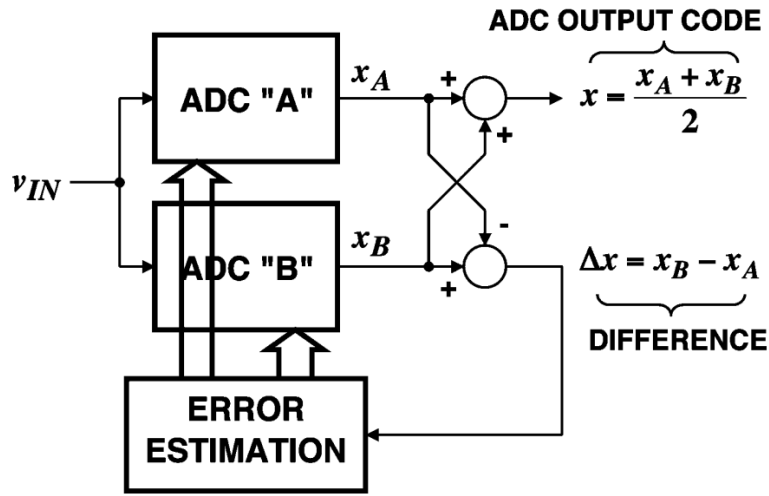 ADC OUTPUT CODE
ADC "A"
x_A
+
+
x = (x_A + x_B) / 2
v_IN
ADC "B"
x_B
-
+
Δx = x_B − x_A
DIFFERENCE
ERROR
ESTIMATION